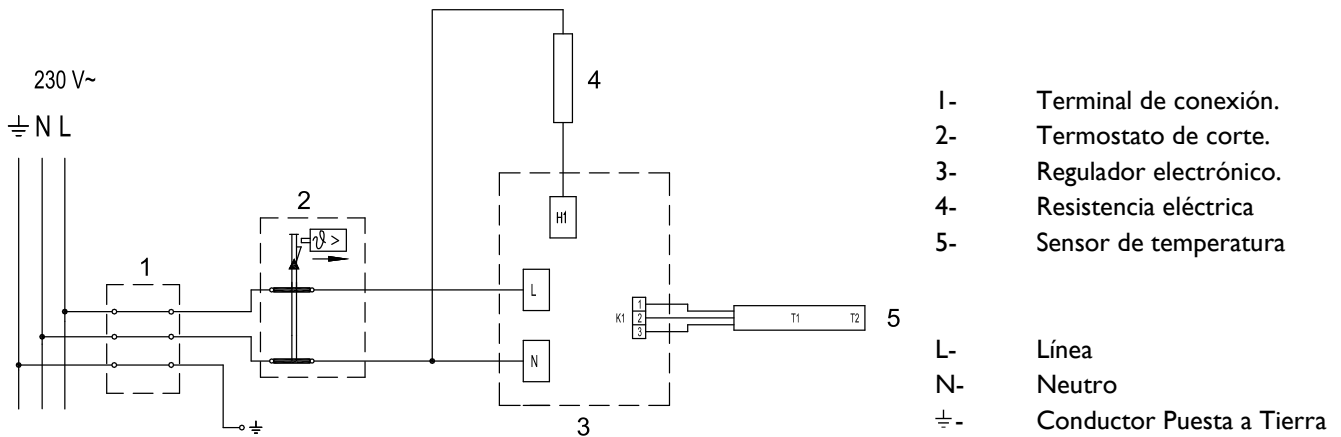 230 V~
⏚ N L
1
2
ϑ >
H1
4
L
N
K1
1
2
3
T1 T2
5
3
⏚
1- Terminal de conexión.
2- Termostato de corte.
3- Regulador electrónico.
4- Resistencia eléctrica
5- Sensor de temperatura
L- Línea
N- Neutro
⏚- Conductor Puesta a Tierra